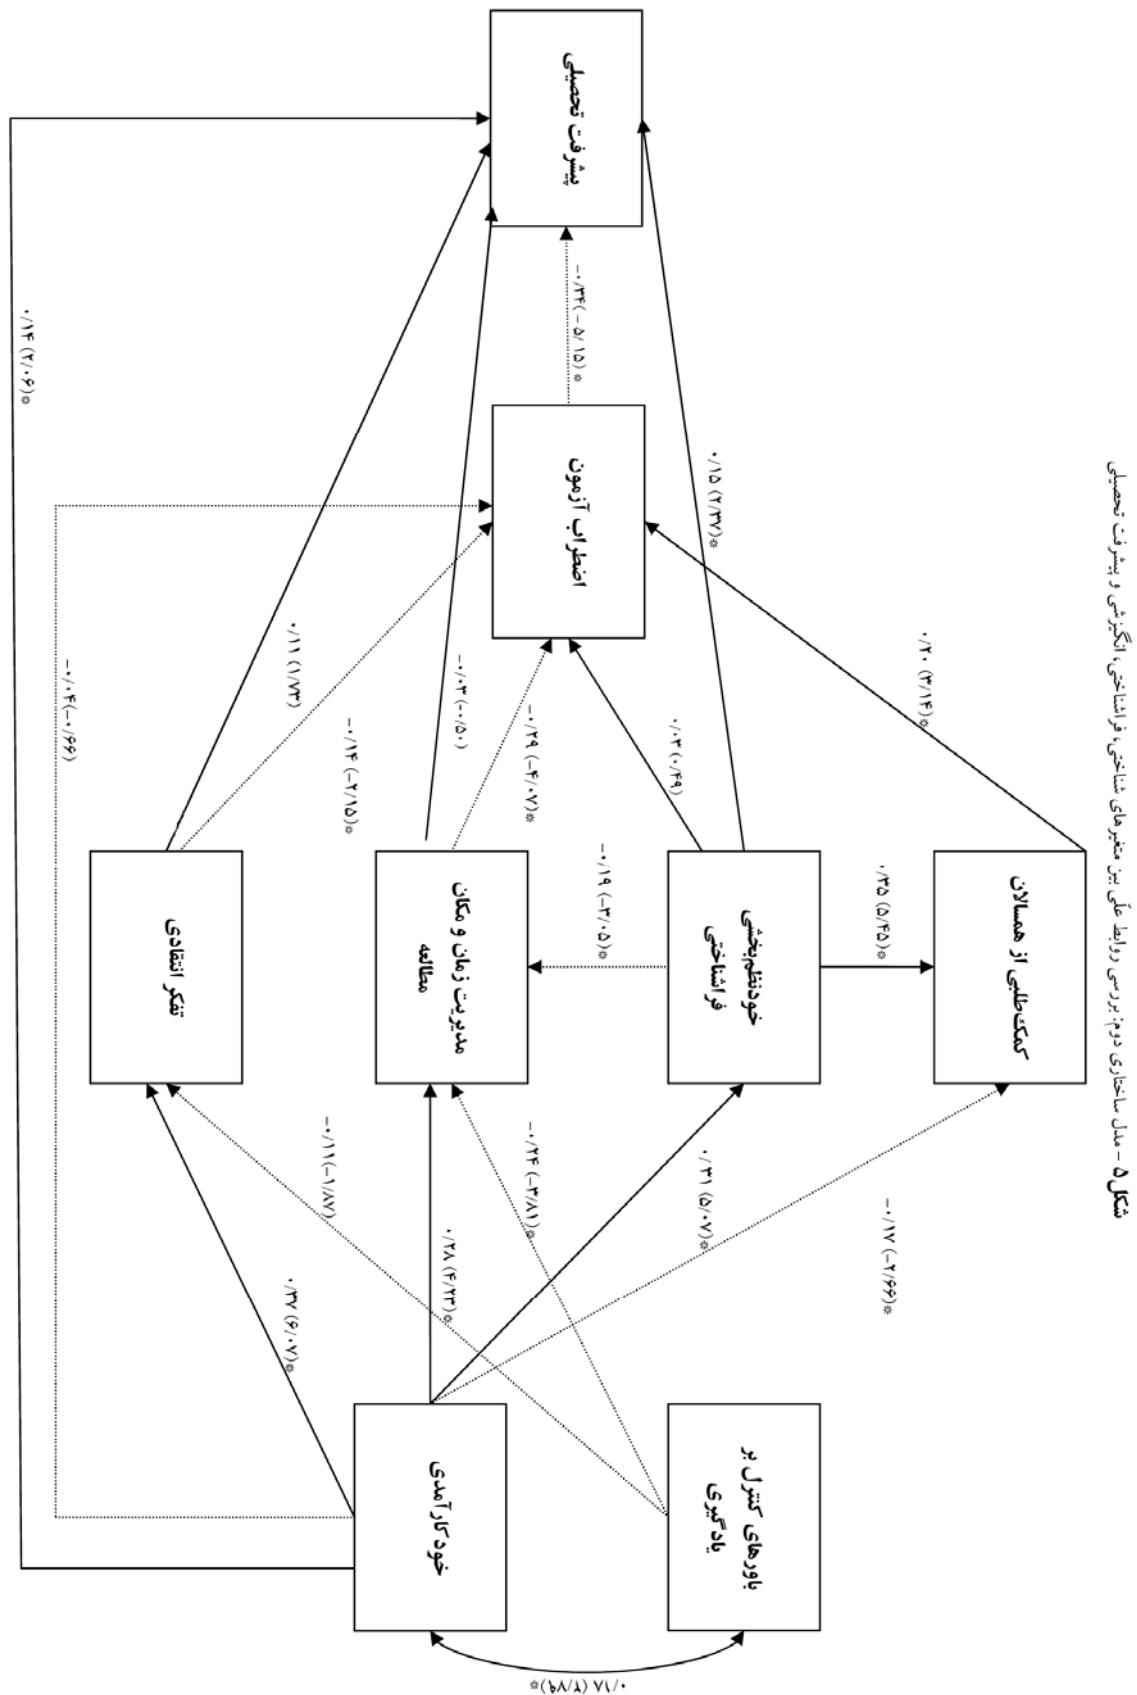 شکل ۵ – مدل ساختاری دوم: بررسی روابط علّی بین متغیرهای شناختی، فراشناختی، انگیزشی و پیشرفت تحصیلی
کمک‌طلبی از همسالان
خودنظم‌بخشی
فراشناختی
مدیریت زمان و مکان
مطالعه
تفکر انتقادی
باورهای کنترل بر
یادگیری
خودکارآمدی
اضطراب آزمون
پیشرفت تحصیلی
۰/۲۰ (۳/۱۴)*
۰/۱۵ (۲/۳۷)*
-۰/۳۴(-۵/۱۵)*
۰/۱۴ (۲/۰۶)*
۰/۳۵ (۵/۴۵)*
۰/۰۳ (۰/۴۹)
-۰/۱۹ (-۳/۰۵)*
-۰/۲۹ (-۴/۰۷)*
-۰/۰۳ (-۰/۵۰)
-۰/۱۴ (-۲/۱۵)*
۰/۱۱ (۱/۷۳)
-۰/۰۴(-۰/۶۶)
-۰/۱۷ (-۲/۶۶)*
۰/۳۱ (۵/۰۷)*
-۰/۲۴ (-۳/۸۱)*
۰/۲۸ (۴/۲۳)*
-۰/۱۱(-۱/۸۷)
۰/۳۷ (۶/۰۷)*
۰/۱۸ (۲/۷۹)*